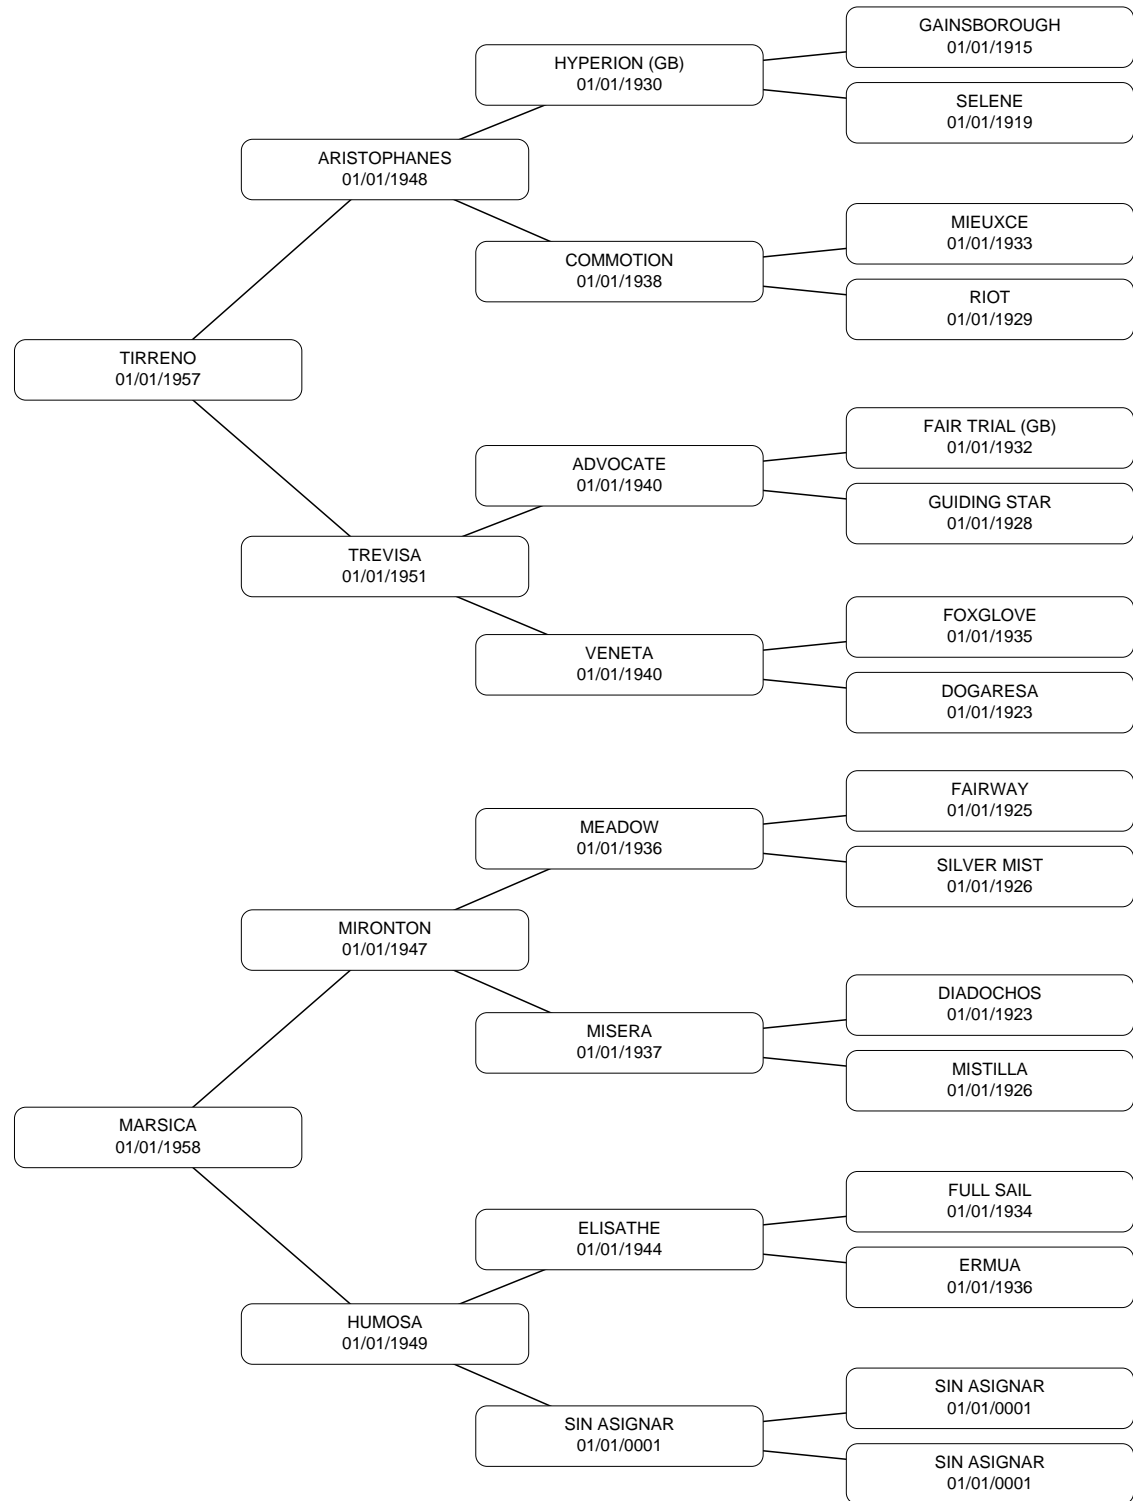 GAINSBOROUGH
01/01/1915
HYPERION (GB)
01/01/1930
SELENE
01/01/1919
ARISTOPHANES
01/01/1948
MIEUXCE
01/01/1933
COMMOTION
01/01/1938
RIOT
01/01/1929
TIRRENO
01/01/1957
FAIR TRIAL (GB)
01/01/1932
ADVOCATE
01/01/1940
GUIDING STAR
01/01/1928
TREVISA
01/01/1951
FOXGLOVE
01/01/1935
VENETA
01/01/1940
DOGARESA
01/01/1923
FAIRWAY
01/01/1925
MEADOW
01/01/1936
SILVER MIST
01/01/1926
MIRONTON
01/01/1947
DIADOCHOS
01/01/1923
MISERA
01/01/1937
MISTILLA
01/01/1926
MARSICA
01/01/1958
FULL SAIL
01/01/1934
ELISATHE
01/01/1944
ERMUA
01/01/1936
HUMOSA
01/01/1949
SIN ASIGNAR
01/01/0001
SIN ASIGNAR
01/01/0001
SIN ASIGNAR
01/01/0001